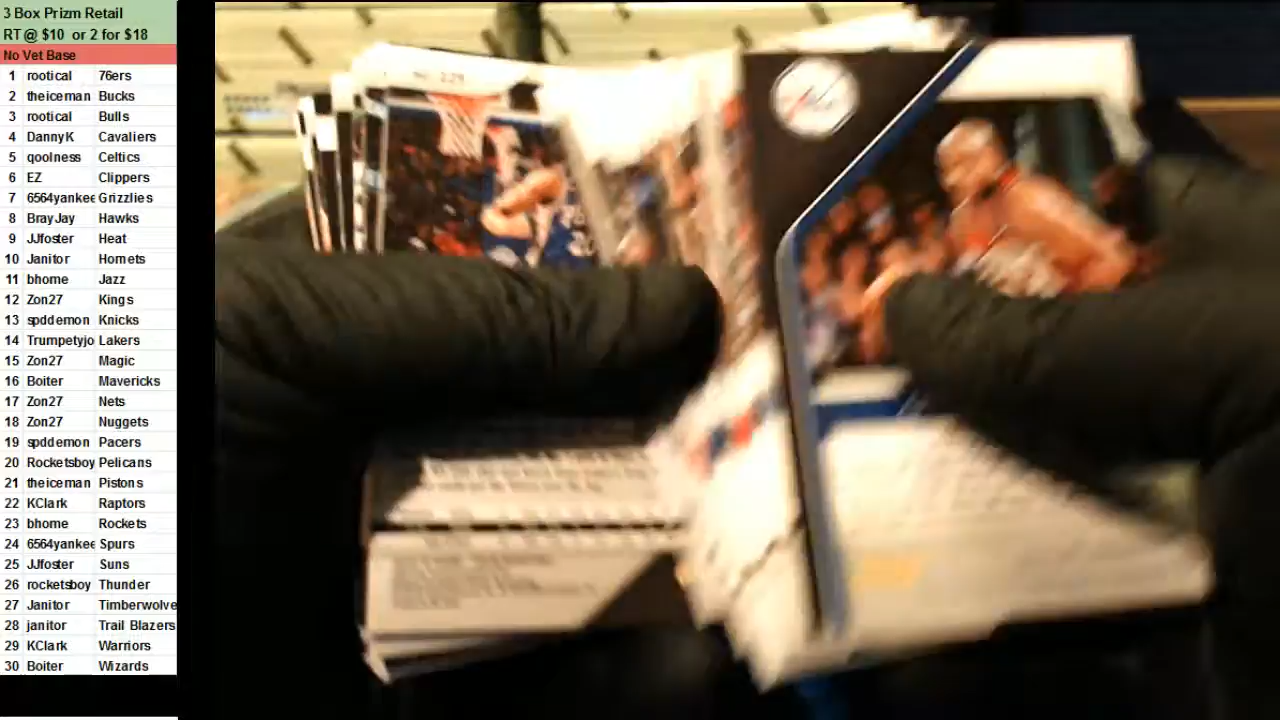 3 Box Prizm Retail
RT @ $10 or 2 for $18
No Vet Base
1 rootical 76ers
2 theiceman Bucks
3 rootical Bulls
4 DannyK Cavaliers
5 qoolness Celtics
6 EZ Clippers
7 6564yankee Grizzlies
8 BrayJay Hawks
9 JJfoster Heat
10 Janitor Hornets
11 bhome Jazz
12 Zon27 Kings
13 spddemon Knicks
14 Trumpetyjo Lakers
15 Zon27 Magic
16 Boiter Mavericks
17 Zon27 Nets
18 Zon27 Nuggets
19 spddemon Pacers
20 Rocketsboy Pelicans
21 theiceman Pistons
22 KClark Raptors
23 bhome Rockets
24 6564yankee Spurs
25 JJfoster Suns
26 rocketsboy Thunder
27 Janitor Timberwolve
28 janitor Trail Blazers
29 KClark Warriors
30 Boiter Wizards